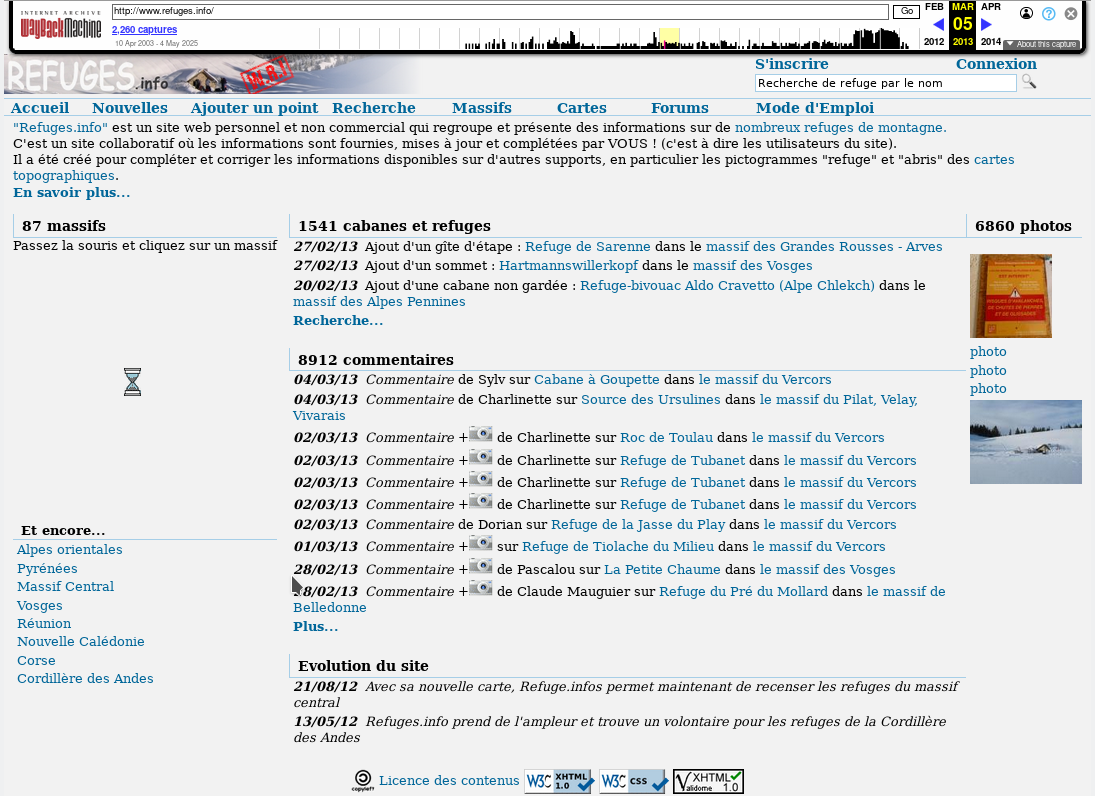 INTERNET ARCHIVE
WayBackMachine
http://www.refuges.info/
Go
FEB
MAR
APR
2,260 captures
05
10 Apr 2003 - 4 May 2025
2012
2013
2014
▼ About this capture
REFUGES.info
S'inscrire
Connexion
Recherche de refuge par le nom
Accueil Nouvelles Ajouter un point Recherche Massifs Cartes Forums Mode d'Emploi
"Refuges.info" est un site web personnel et non commercial qui regroupe et présente des informations sur de nombreux refuges de montagne.
C'est un site collaboratif où les informations sont fournies, mises à jour et complétées par VOUS ! (c'est à dire les utilisateurs du site).
Il a été créé pour compléter et corriger les informations disponibles sur d'autres supports, en particulier les pictogrammes "refuge" et "abris" des cartes
topographiques.
En savoir plus...
87 massifs
Passez la souris et cliquez sur un massif
Et encore...
Alpes orientales
Pyrénées
Massif Central
Vosges
Réunion
Nouvelle Calédonie
Corse
Cordillère des Andes
1541 cabanes et refuges
27/02/13 Ajout d'un gîte d'étape : Refuge de Sarenne dans le massif des Grandes Rousses - Arves
27/02/13 Ajout d'un sommet : Hartmannswillerkopf dans le massif des Vosges
20/02/13 Ajout d'une cabane non gardée : Refuge-bivouac Aldo Cravetto (Alpe Chlekch) dans le
massif des Alpes Pennines
Recherche...
8912 commentaires
04/03/13 Commentaire de Sylv sur Cabane à Goupette dans le massif du Vercors
04/03/13 Commentaire de Charlinette sur Source des Ursulines dans le massif du Pilat, Velay,
Vivarais
02/03/13 Commentaire + de Charlinette sur Roc de Toulau dans le massif du Vercors
02/03/13 Commentaire + de Charlinette sur Refuge de Tubanet dans le massif du Vercors
02/03/13 Commentaire + de Charlinette sur Refuge de Tubanet dans le massif du Vercors
02/03/13 Commentaire + de Charlinette sur Refuge de Tubanet dans le massif du Vercors
02/03/13 Commentaire de Dorian sur Refuge de la Jasse du Play dans le massif du Vercors
01/03/13 Commentaire + sur Refuge de Tiolache du Milieu dans le massif du Vercors
28/02/13 Commentaire + de Pascalou sur La Petite Chaume dans le massif des Vosges
8/02/13 Commentaire + de Claude Mauguier sur Refuge du Pré du Mollard dans le massif de
Belledonne
Plus...
Evolution du site
21/08/12 Avec sa nouvelle carte, Refuge.infos permet maintenant de recenser les refuges du massif
central
13/05/12 Refuges.info prend de l'ampleur et trouve un volontaire pour les refuges de la Cordillère
des Andes
6860 photos
RISQUES D'AVALANCHES,
DE CHUTES DE PIERRES
ET DE GLISSADES
photo
photo
photo
copyleft
Licence des contenus
W3C XHTML 1.0
W3C css
Validome XHTML 1.0